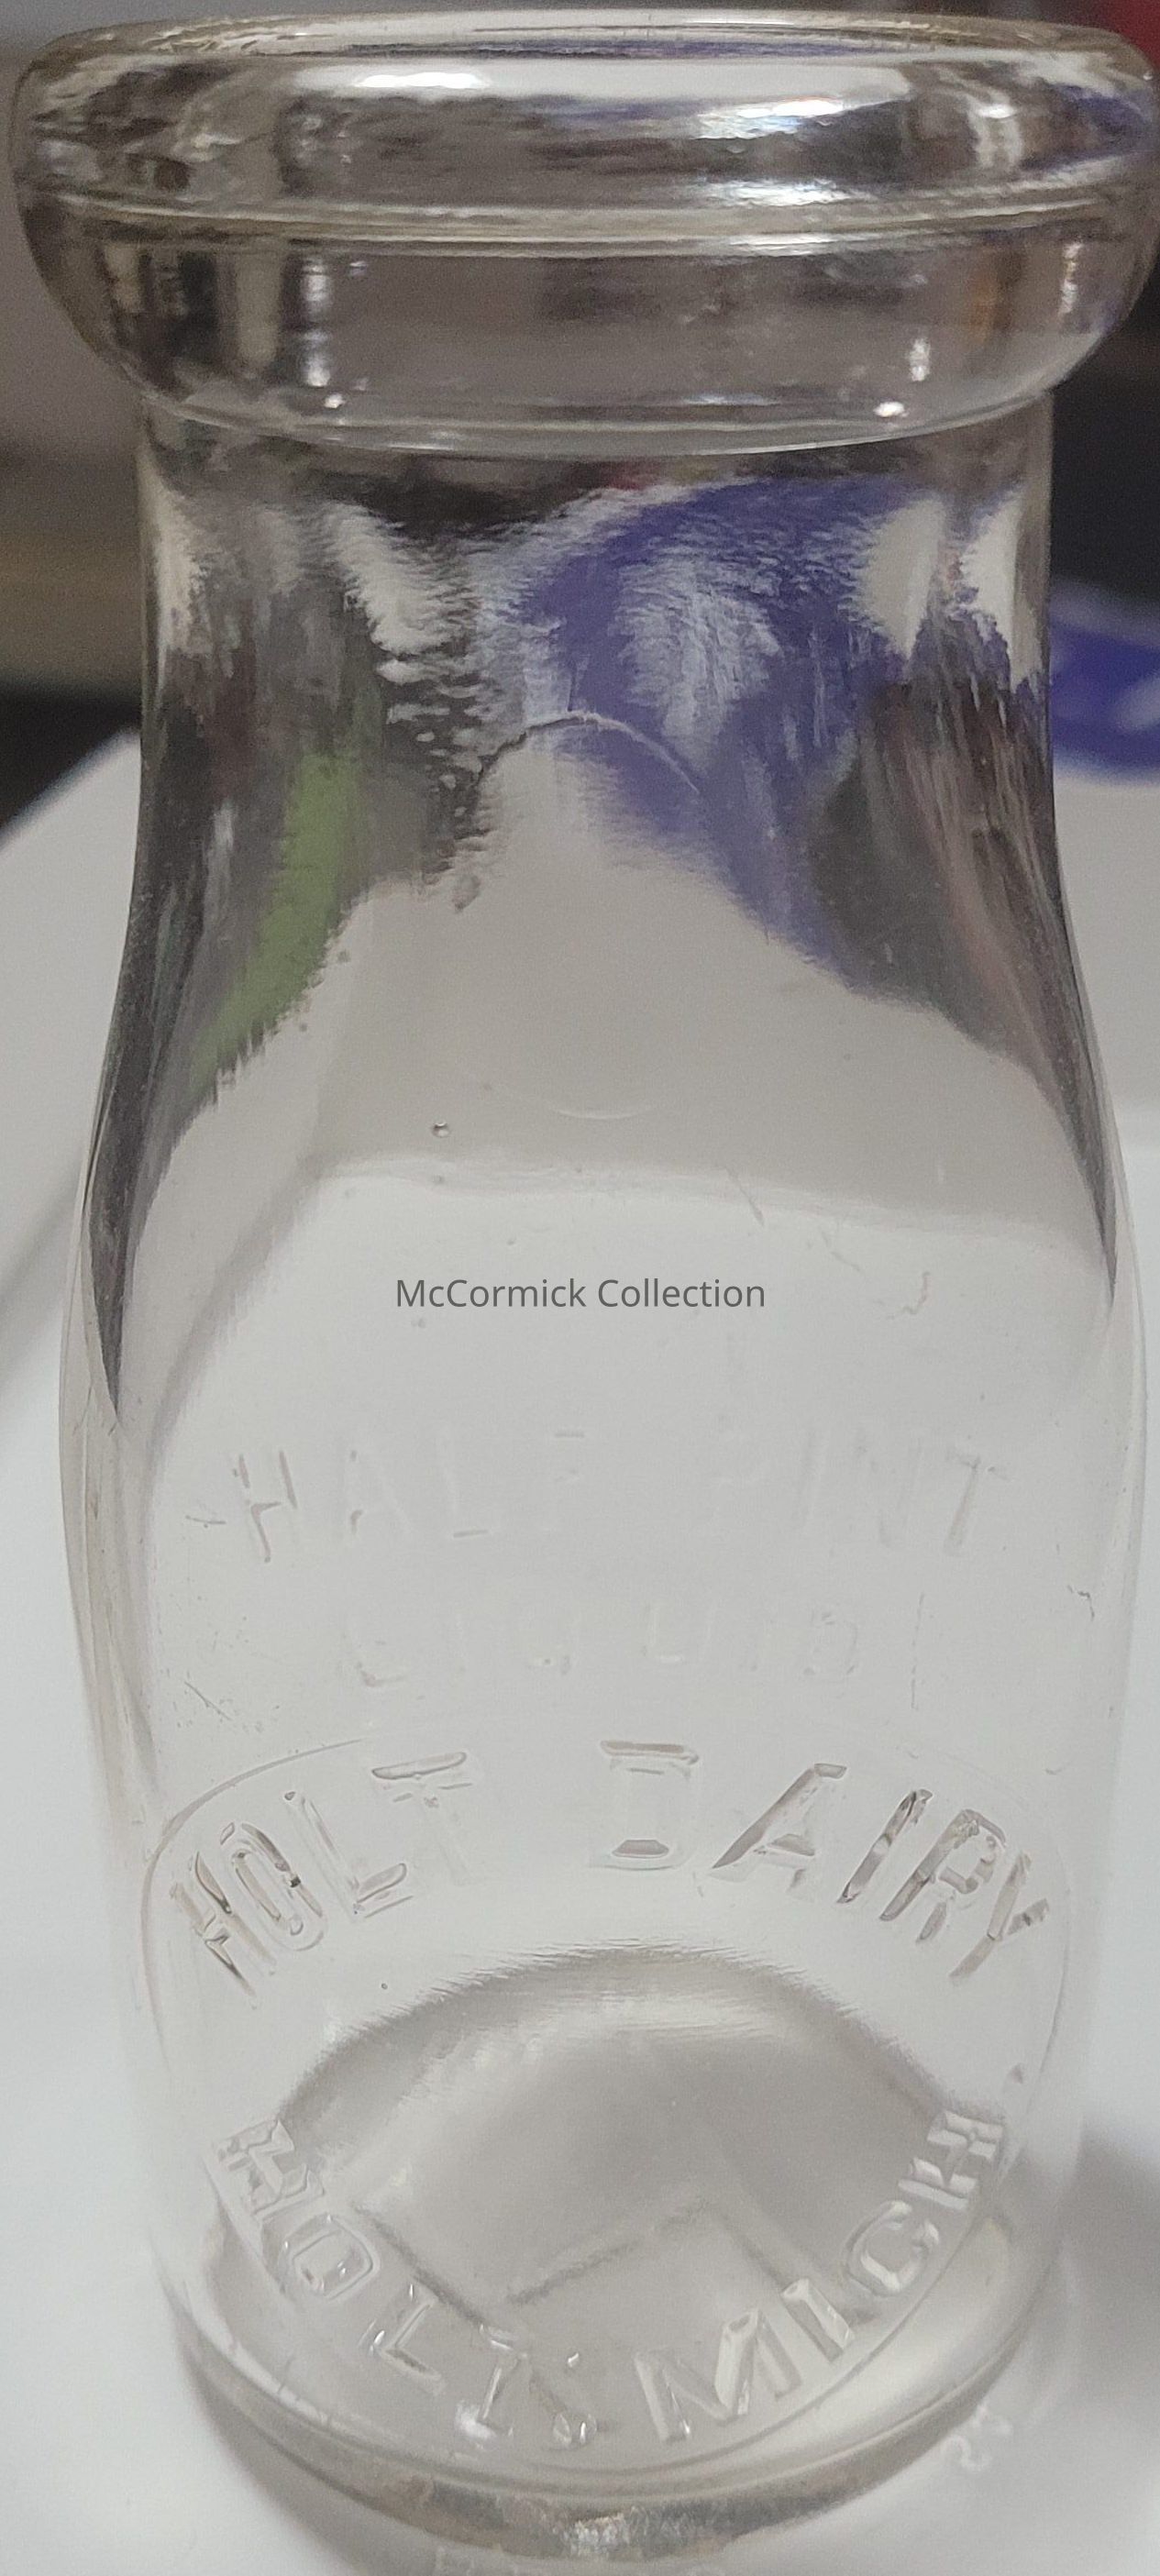 McCormick Collection
HALF PINT
LIQUID
HOLT DAIRY
HOLT, MICH.